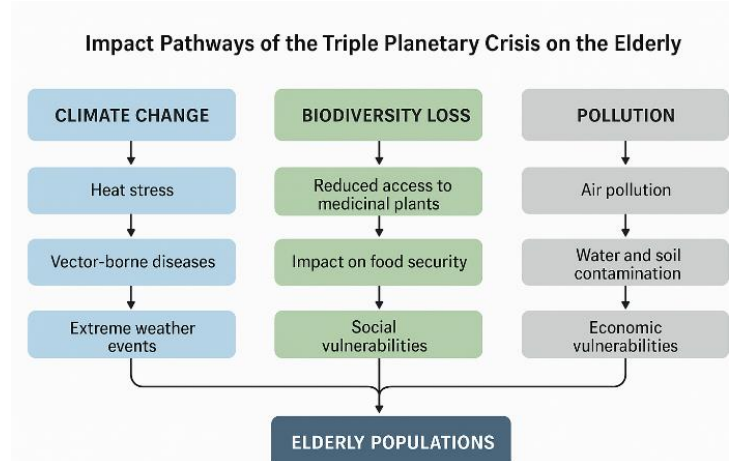 Impact Pathways of the Triple Planetary Crisis on the Elderly
CLIMATE CHANGE
Heat stress
Vector-borne diseases
Extreme weather
events
BIODIVERSITY LOSS
Reduced access to
medicinal plants
Impact on food security
Social
vulnerabilities
POLLUTION
Air pollution
Water and soil
contamination
Economic
vulnerabilities
ELDERLY POPULATIONS